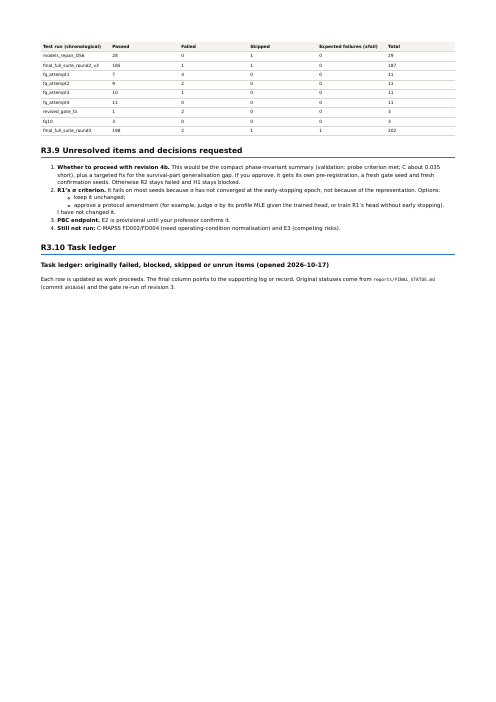 Test run (chronological) Passed Failed Skipped Expected failures (xfail) Total
models_repair_DS6 28 0 1 0 29
final_full_suite_round2_v3 185 1 1 0 187
fq_attempt1 7 4 0 0 11
fq_attempt2 9 2 0 0 11
fq_attempt3 10 1 0 0 11
fq_attempt4 11 0 0 0 11
revised_gate_fa 1 2 0 0 3
fq10 3 0 0 0 3
final_full_suite_round3 198 2 1 1 202
R3.9 Unresolved items and decisions requested
1. Whether to proceed with revision 4b. This would be the compact phase-invariant summary (validation: probe criterion met; C about 0.035
short), plus a targeted fix for the survival-part generalisation gap. If you approve, it gets its own pre-registration, a fresh gate seed and fresh
confirmation seeds. Otherwise R2 stays failed and H1 stays blocked.
2. R1's σ criterion. It fails on most seeds because σ has not converged at the early-stopping epoch, not because of the representation. Options:
keep it unchanged;
approve a protocol amendment (for example, judge σ by its profile MLE given the trained head, or train R1's head without early stopping).
I have not changed it.
3. PBC endpoint. E2 is provisional until your professor confirms it.
4. Still not run: C-MAPSS FD002/FD004 (need operating-condition normalisation) and E3 (competing risks).
R3.10 Task ledger
Task ledger: originally failed, blocked, skipped or unrun items (opened 2026-10-17)
Each row is updated as work proceeds. The final column points to the supporting log or record. Original statuses come from reports/FINAL_STATUS.md
(commit) and the gate re-run of revision 3.